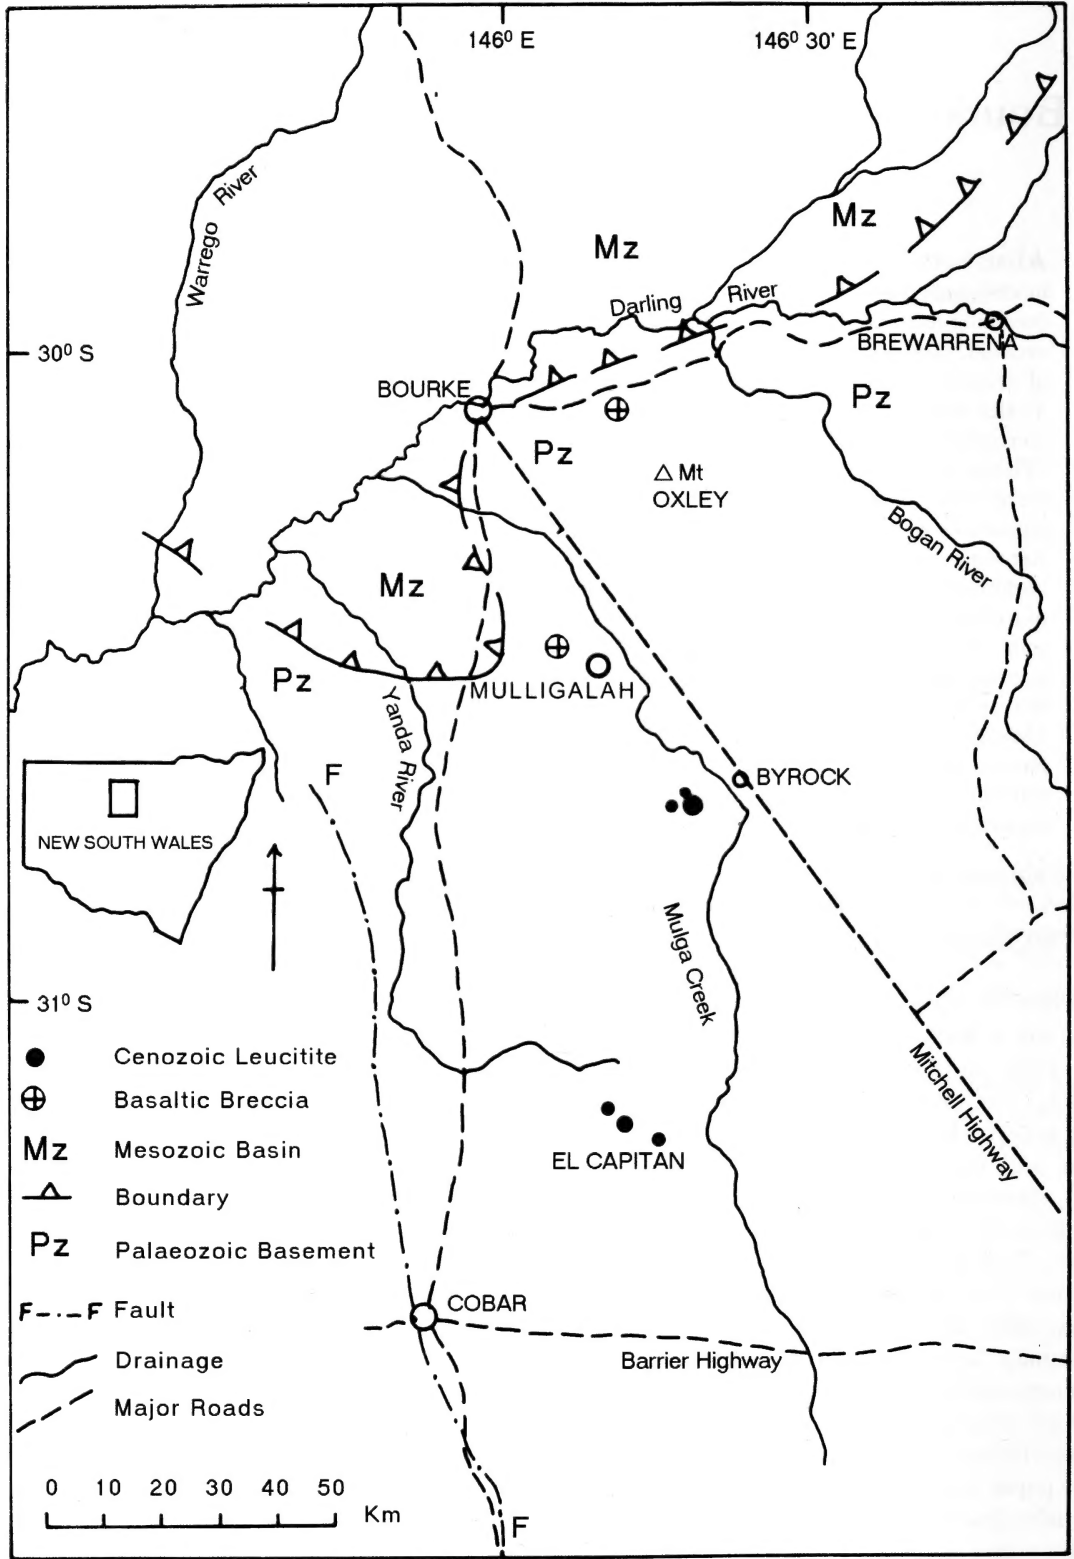 146⁰ E
146⁰ 30' E
Warrego River
Mz
Mz
Darling River
30⁰ S
BREWARRENA
BOURKE
Pz
Pz
Mt
OXLEY
Bogan River
Mz
Pz
MULLIGALAH
Yanda River
F
BYROCK
NEW SOUTH WALES
Mulga Creek
31⁰ S
Mitchell Highway
Cenozoic Leucitite
Basaltic Breccia
Mz Mesozoic Basin
Boundary
Pz Palaeozoic Basement
F-·-·-F Fault
Drainage
Major Roads
EL CAPITAN
COBAR
Barrier Highway
0 10 20 30 40 50
Km
F